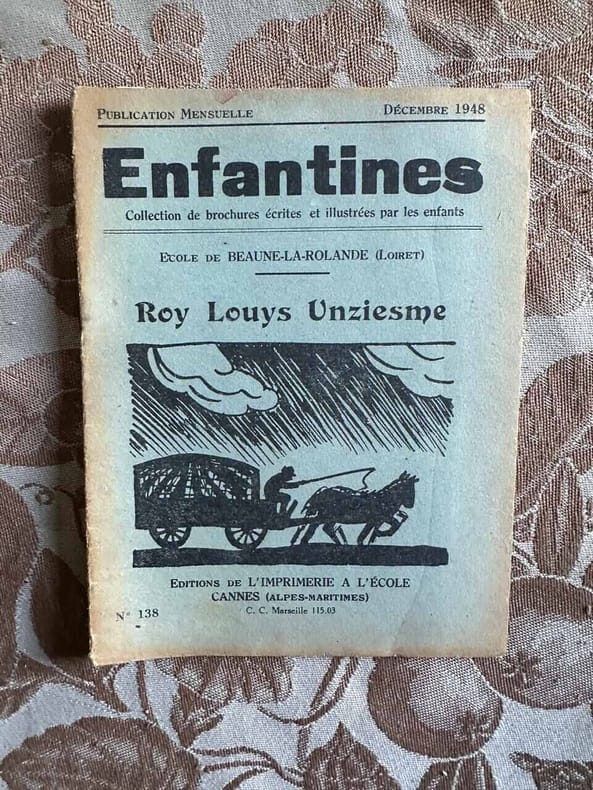 Publication Mensuelle Décembre 1948
Enfantines
Collection de brochures écrites et illustrées par les enfants
Ecole de BEAUNE-LA-ROLANDE (Loiret)
Roy Louys Unziesme
Editions de L'IMPRIMERIE A L'ÉCOLE
CANNES (ALPES-MARITIMES)
N° 138 C. C. Marseille 115.03